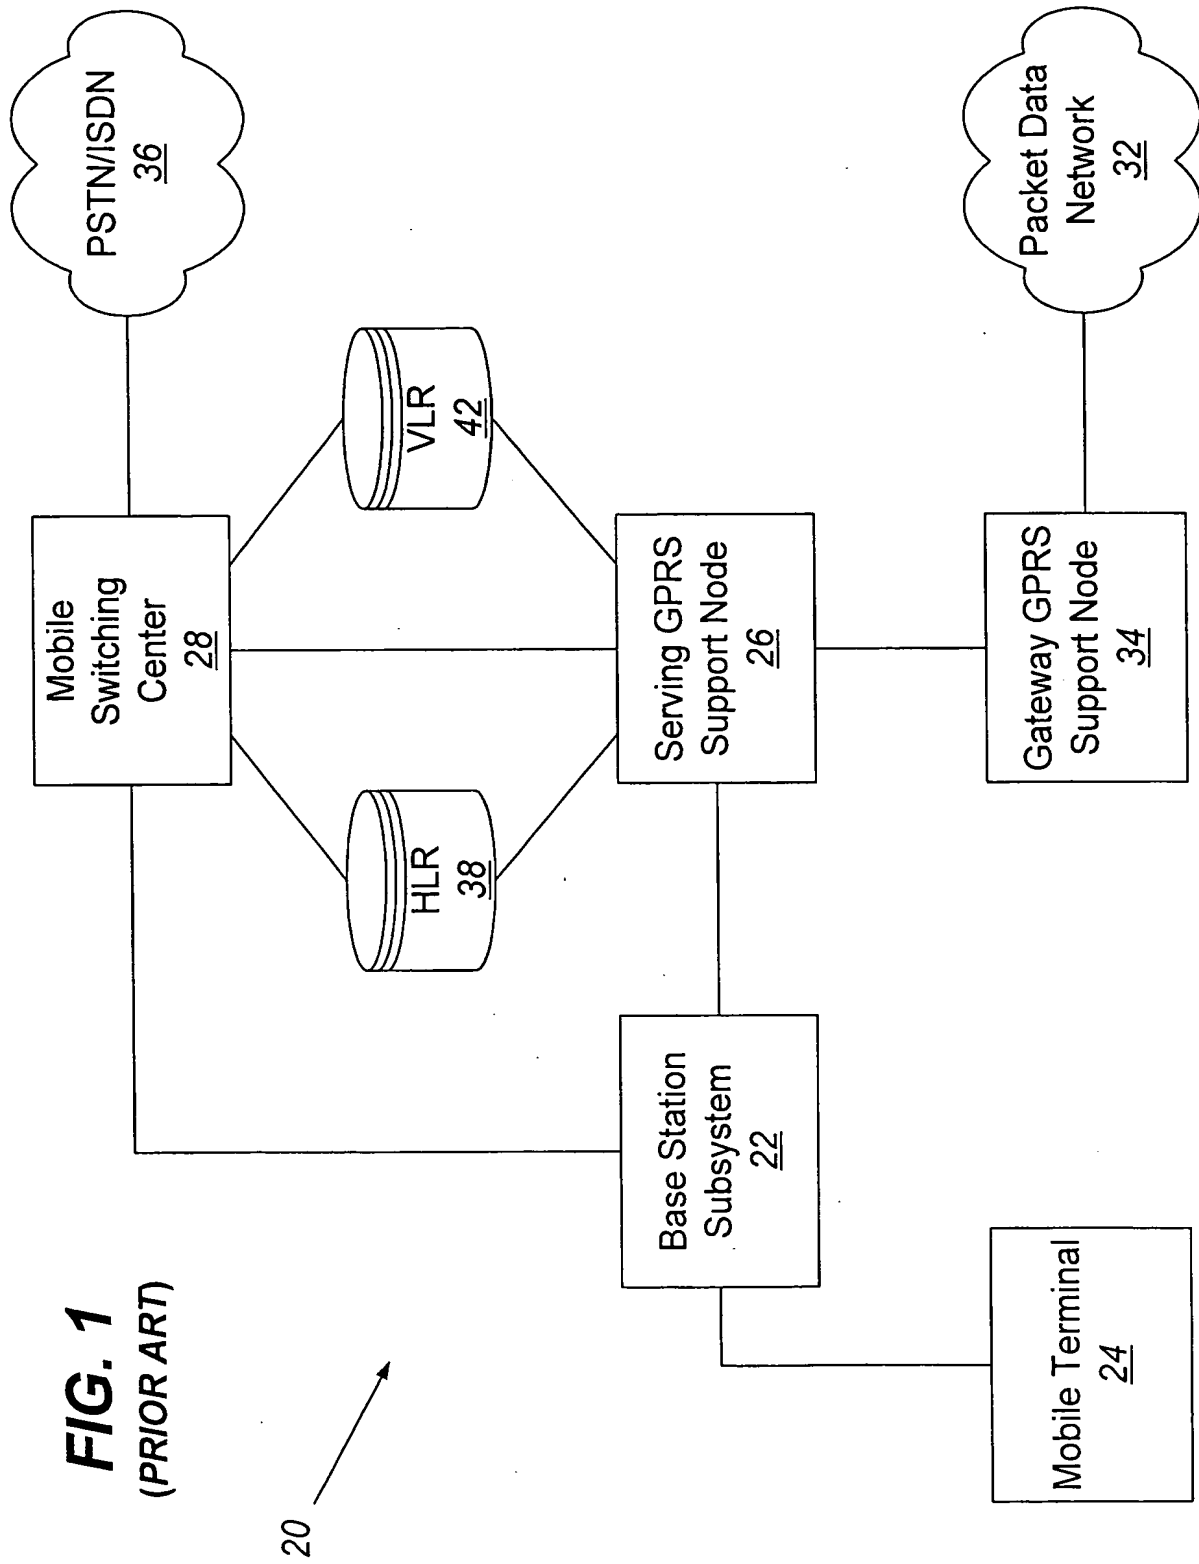 FIG. 1
(PRIOR ART)
20
Mobile
Switching
Center
28
PSTN/ISDN
36
HLR
38
VLR
42
Base Station
Subsystem
22
Serving GPRS
Support Node
26
Mobile Terminal
24
Gateway GPRS
Support Node
34
Packet Data
Network
32